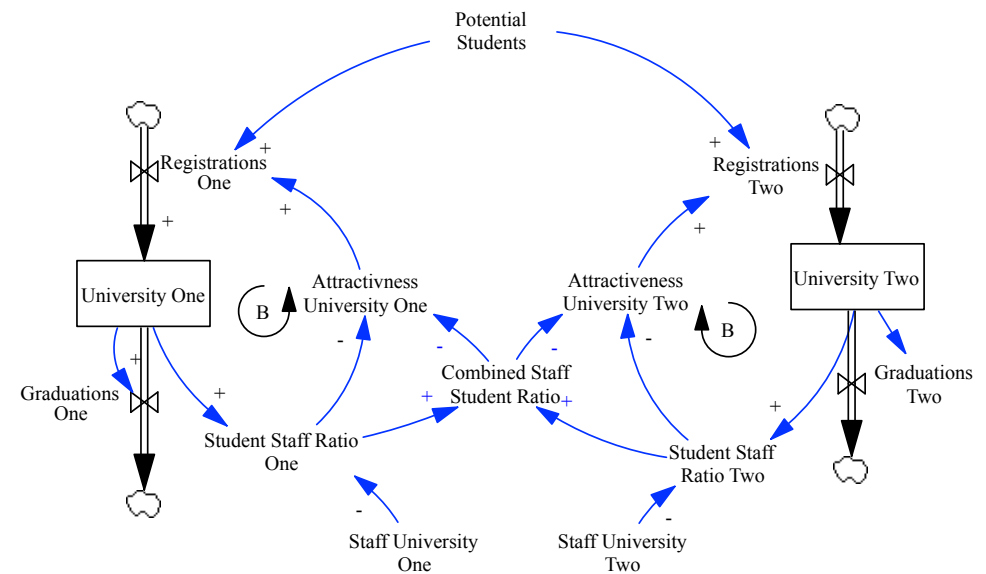 Potential
Students
+
Registrations
One
+
+
+
Registrations
Two
+
University One
Attractivness
University One
B
-
-
Attractiveness
University Two
B
-
-
University Two
+
Graduations
One
+
Combined Staff
Student Ratio
+
+
Graduations
Two
+
Student Staff Ratio
One
Student Staff
Ratio Two
-
Staff University
One
-
Staff University
Two